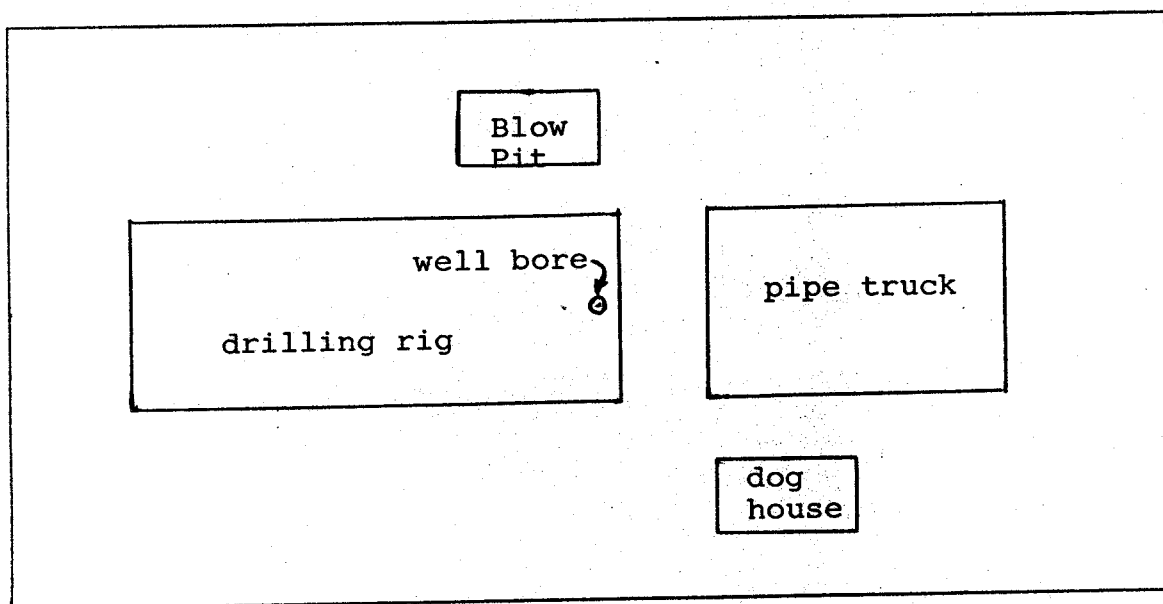 Blow
Pit
well bore
pipe truck
drilling rig
dog
house